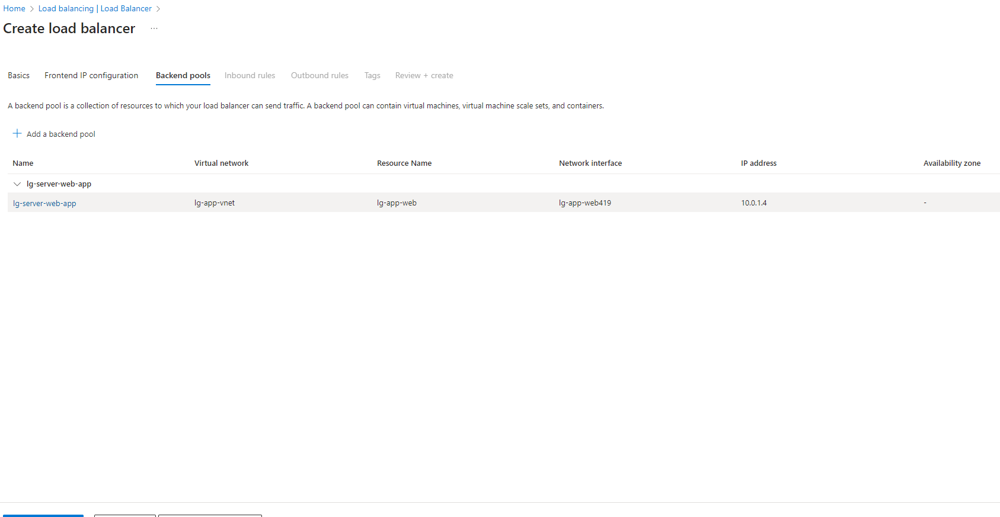 Home > Load balancing | Load Balancer >
Create load balancer ...
Basics Frontend IP configuration Backend pools Inbound rules Outbound rules Tags Review + create
A backend pool is a collection of resources to which your load balancer can send traffic. A backend pool can contain virtual machines, virtual machine scale sets, and containers.
+ Add a backend pool
Name Virtual network Resource Name Network interface IP address Availability zone
lg-server-web-app
lg-server-web-app lg-app-vnet lg-app-web lg-app-web419 10.0.1.4 -